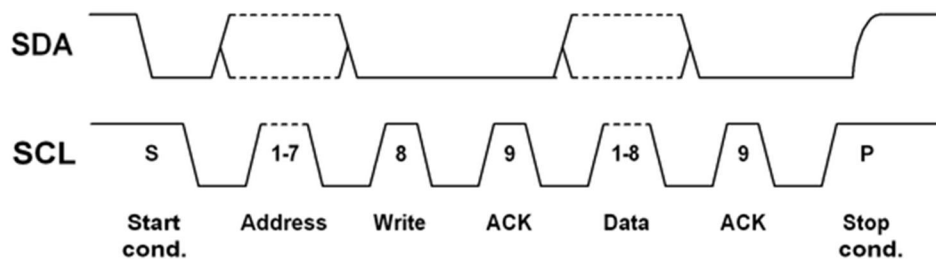 SDA
SCL
S 1-7 8 9 1-8 9 P
Start cond. Address Write ACK Data ACK Stop cond.